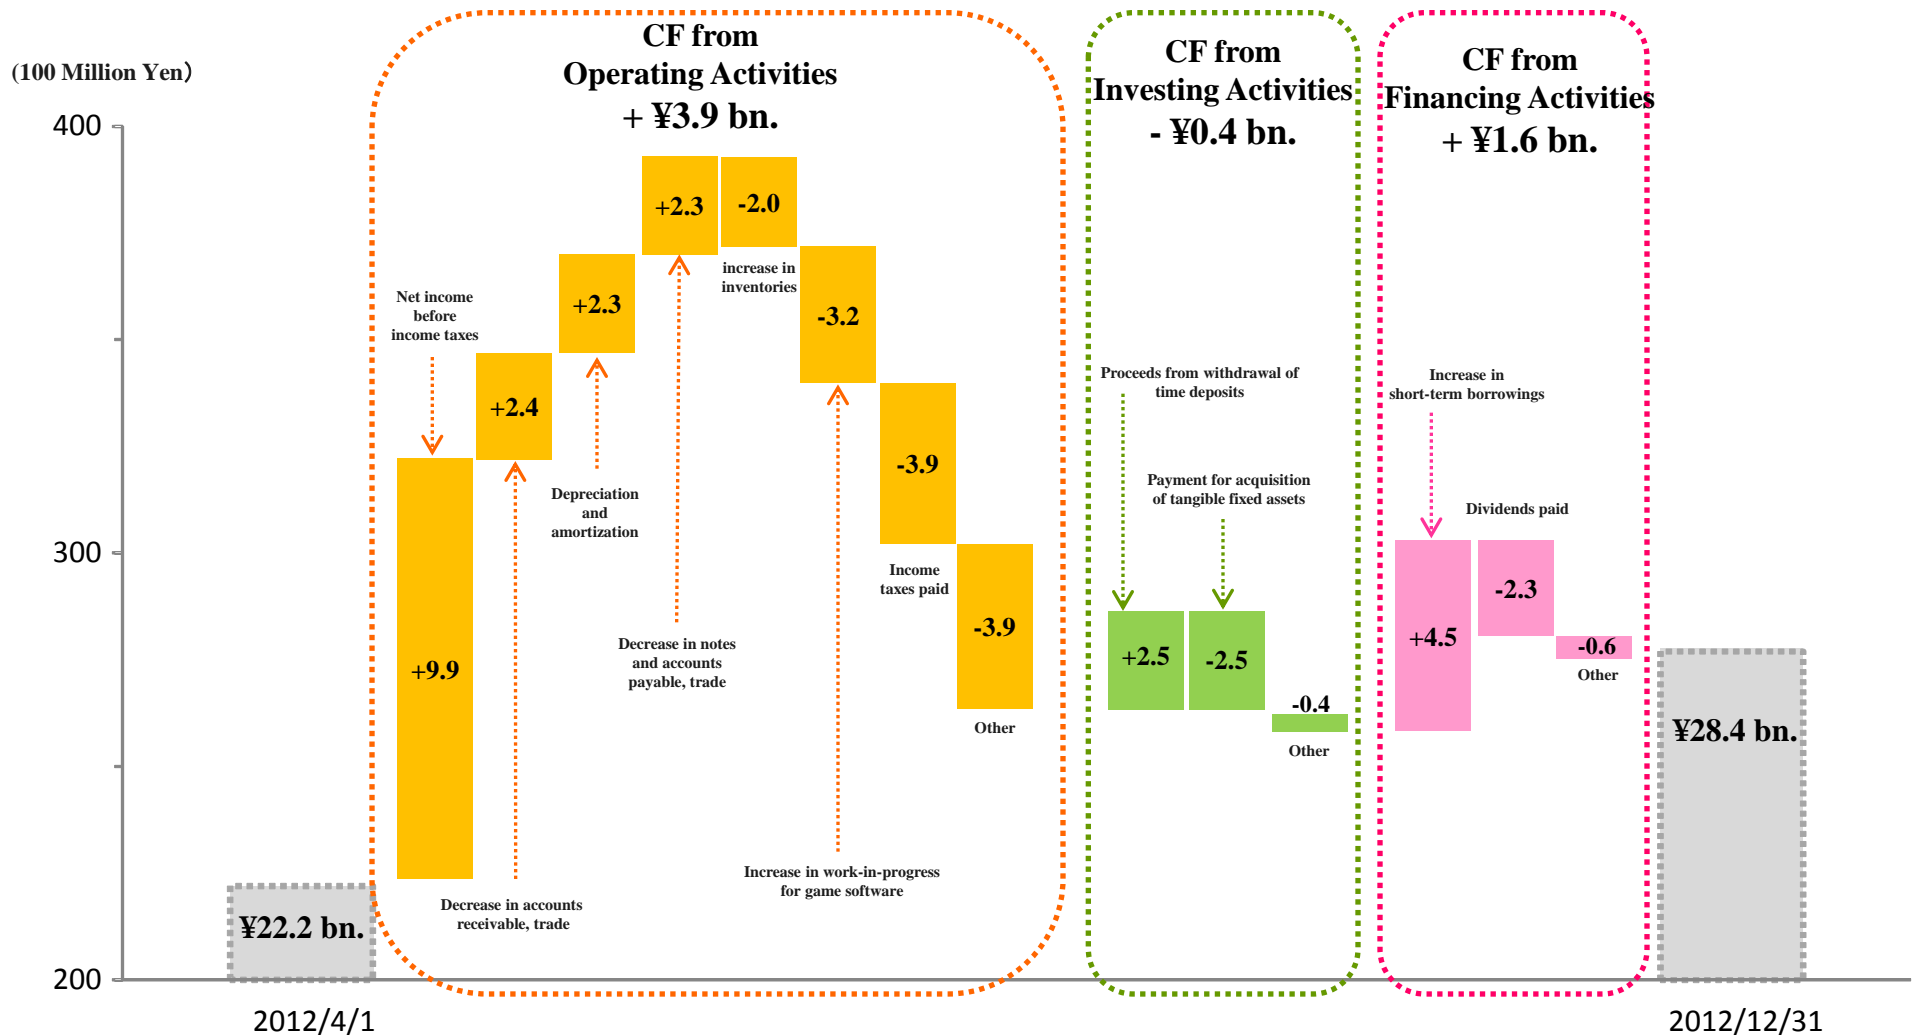 (100 Million Yen）
400
300
200
CF from
Operating Activities
+ ¥3.9 bn.
CF from
Investing Activities
- ¥0.4 bn.
CF from
Financing Activities
+ ¥1.6 bn.
+2.3
-2.0
increase in
inventories
Net income
before
income taxes
+2.3
-3.2
+2.4
Proceeds from withdrawal of
time deposits
Increase in
short-term borrowings
-3.9
Depreciation
and
amortization
Payment for acquisition
of tangible fixed assets
Dividends paid
Income
taxes paid
-3.9
Decrease in notes
and accounts
payable, trade
+9.9
+2.5
-2.5
-0.4
Other
+4.5
-2.3
-0.6
Other
Other
Increase in work-in-progress
for game software
Decrease in accounts
receivable, trade
¥22.2 bn.
¥28.4 bn.
2012/4/1
2012/12/31